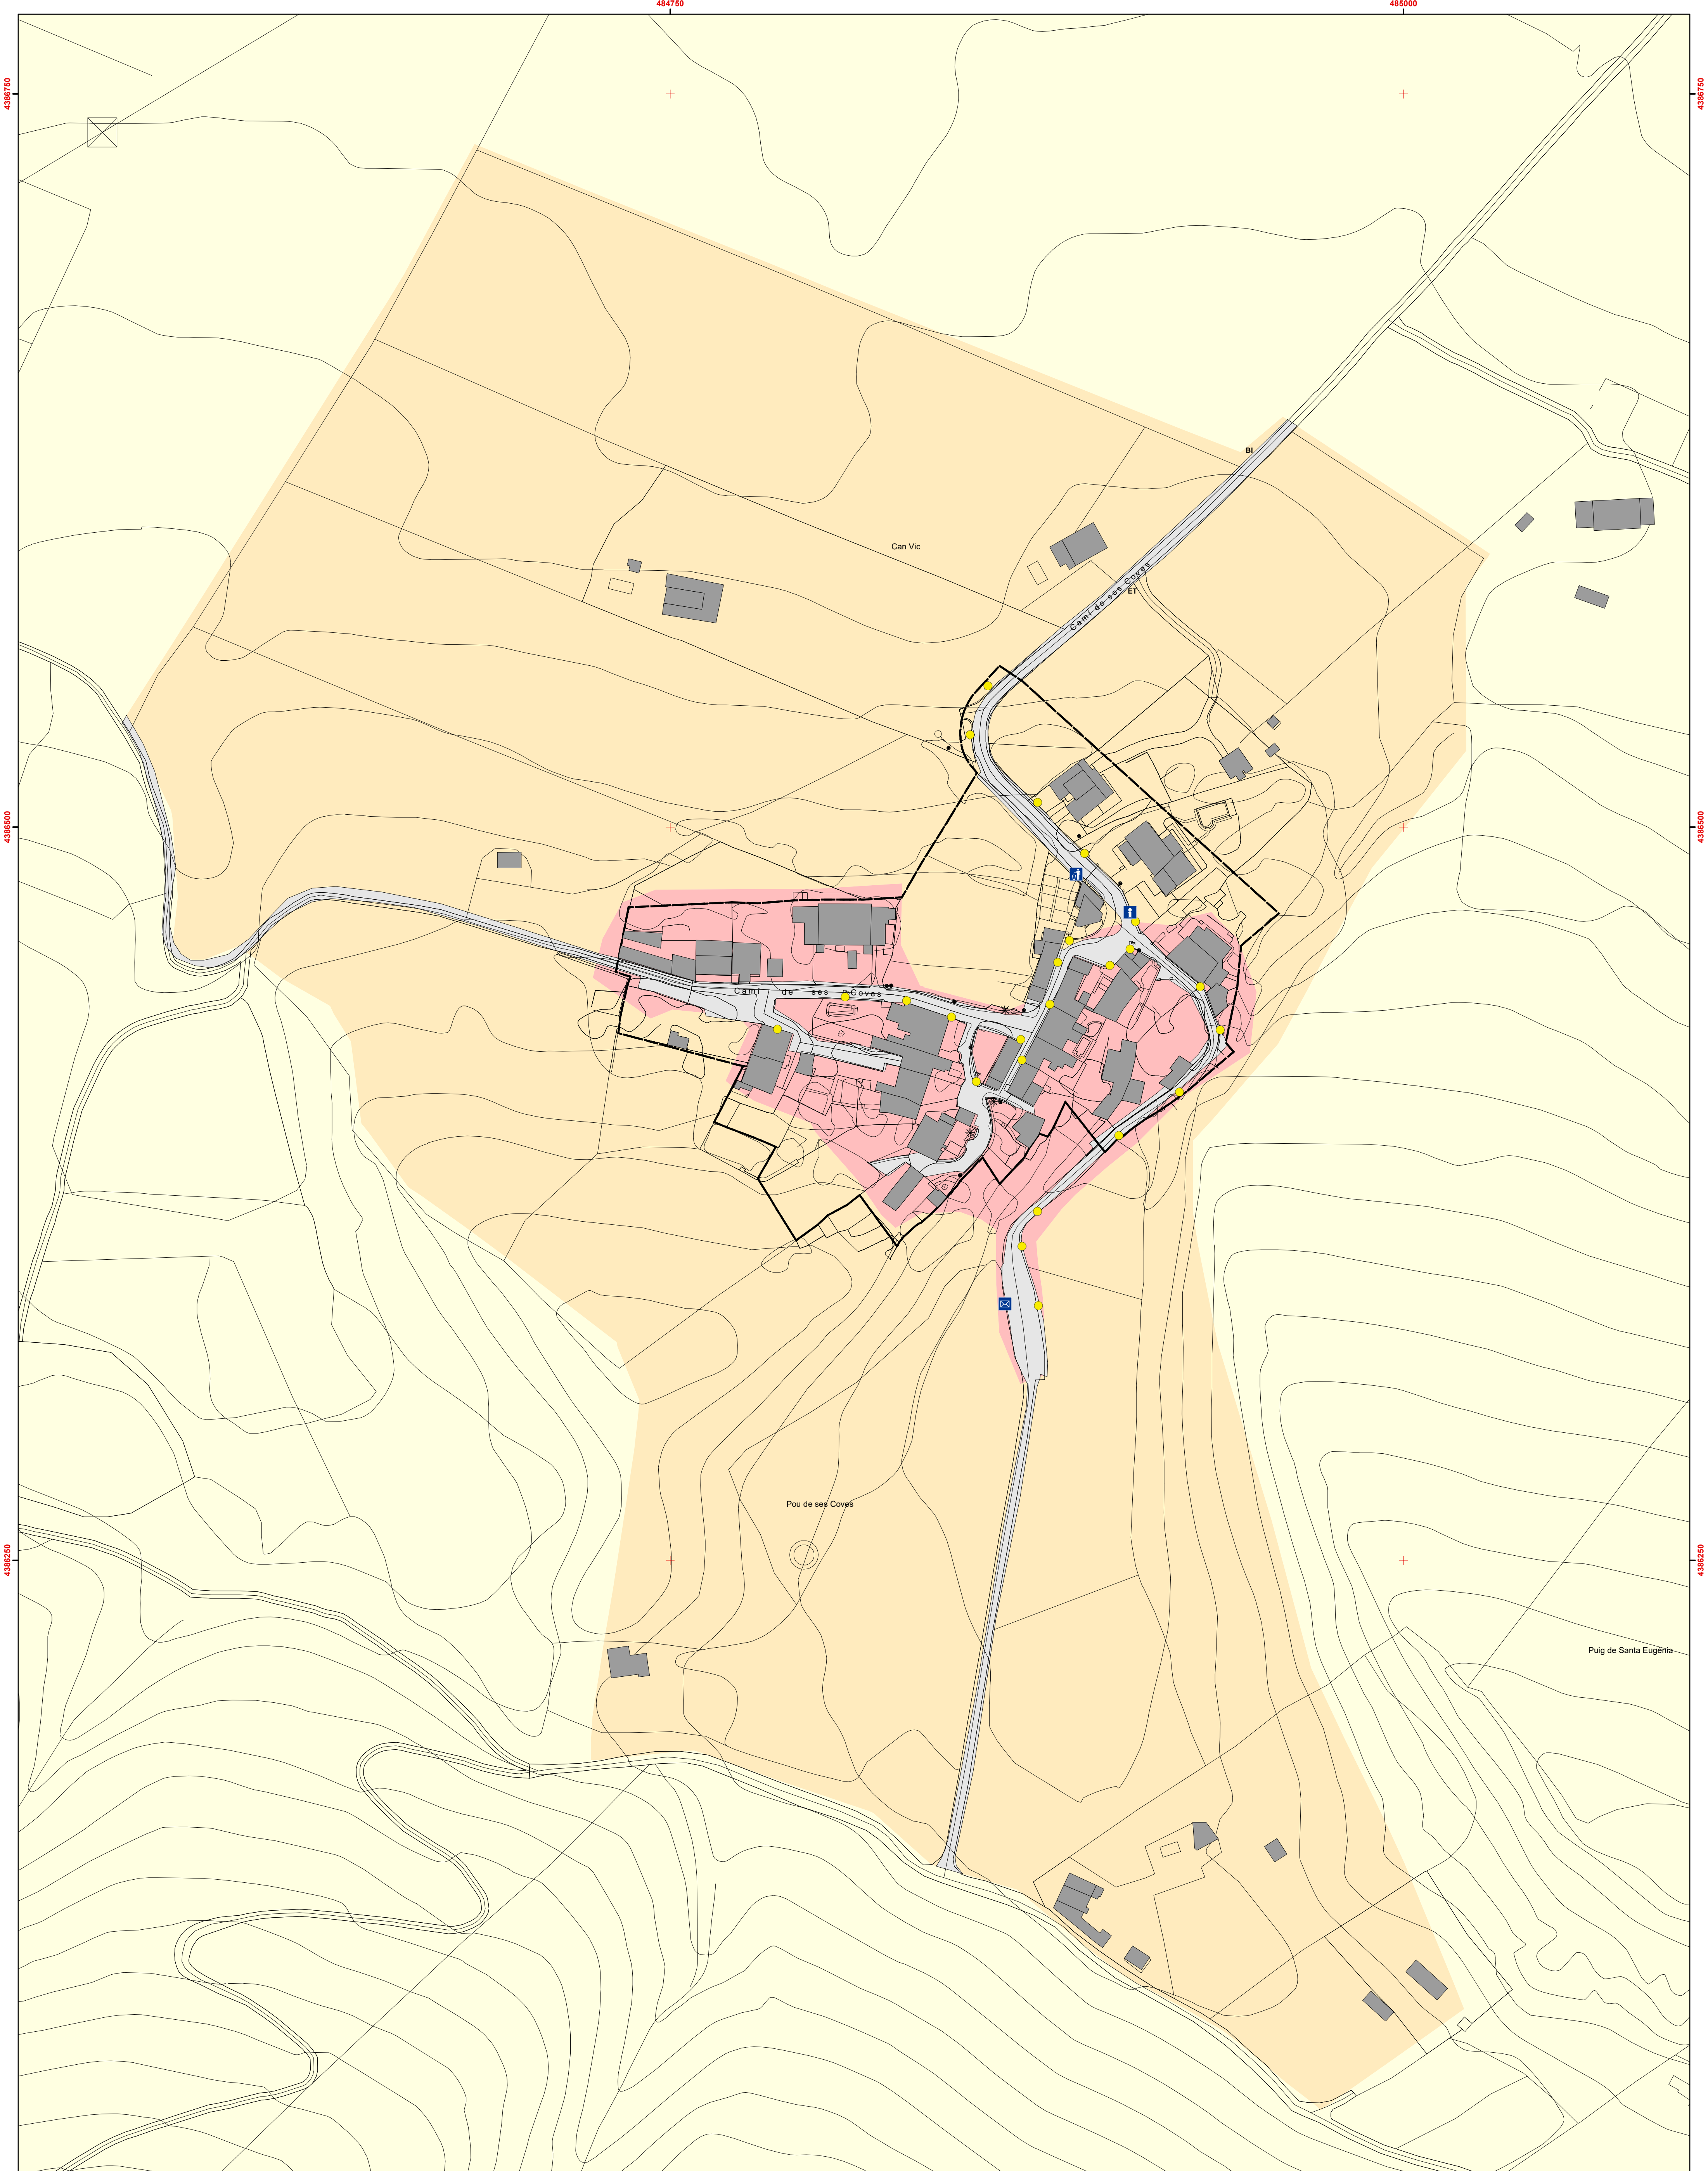 484750
485000
4386750
4386750
BI
Can Vic
Camí de ses Coves
ET
4386500
4386500
Camí de ses Coves
Pou de ses Coves
4386250
4386250
Puig de Santa Eugènia